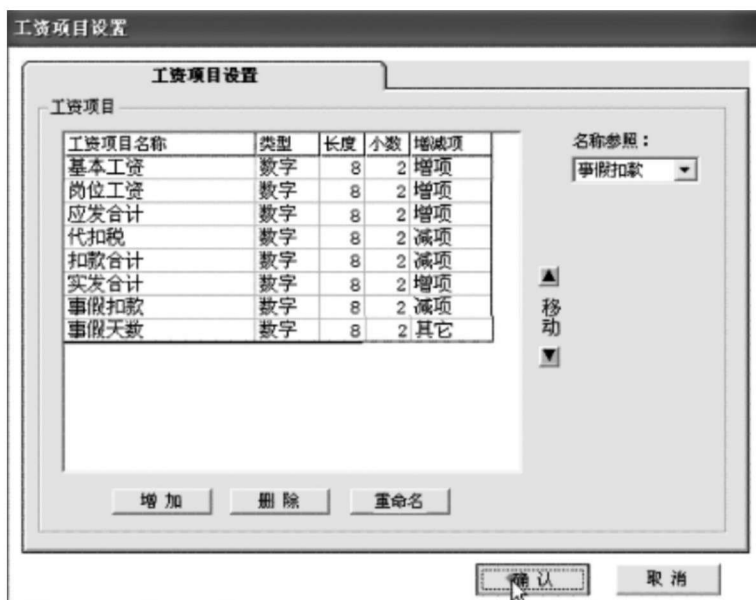 工资项目设置
工资项目设置
工资项目
工资项目名称 类型 长度 小数 增减项
基本工资 数字 8 2 增项
岗位工资 数字 8 2 增项
应发合计 数字 8 2 增项
代扣税 数字 8 2 减项
扣款合计 数字 8 2 减项
实发合计 数字 8 2 增项
事假扣款 数字 8 2 减项
事假天数 数字 8 2 其它
名称参照：
事假扣款
移动
增加 删除 重命名
确认 取消